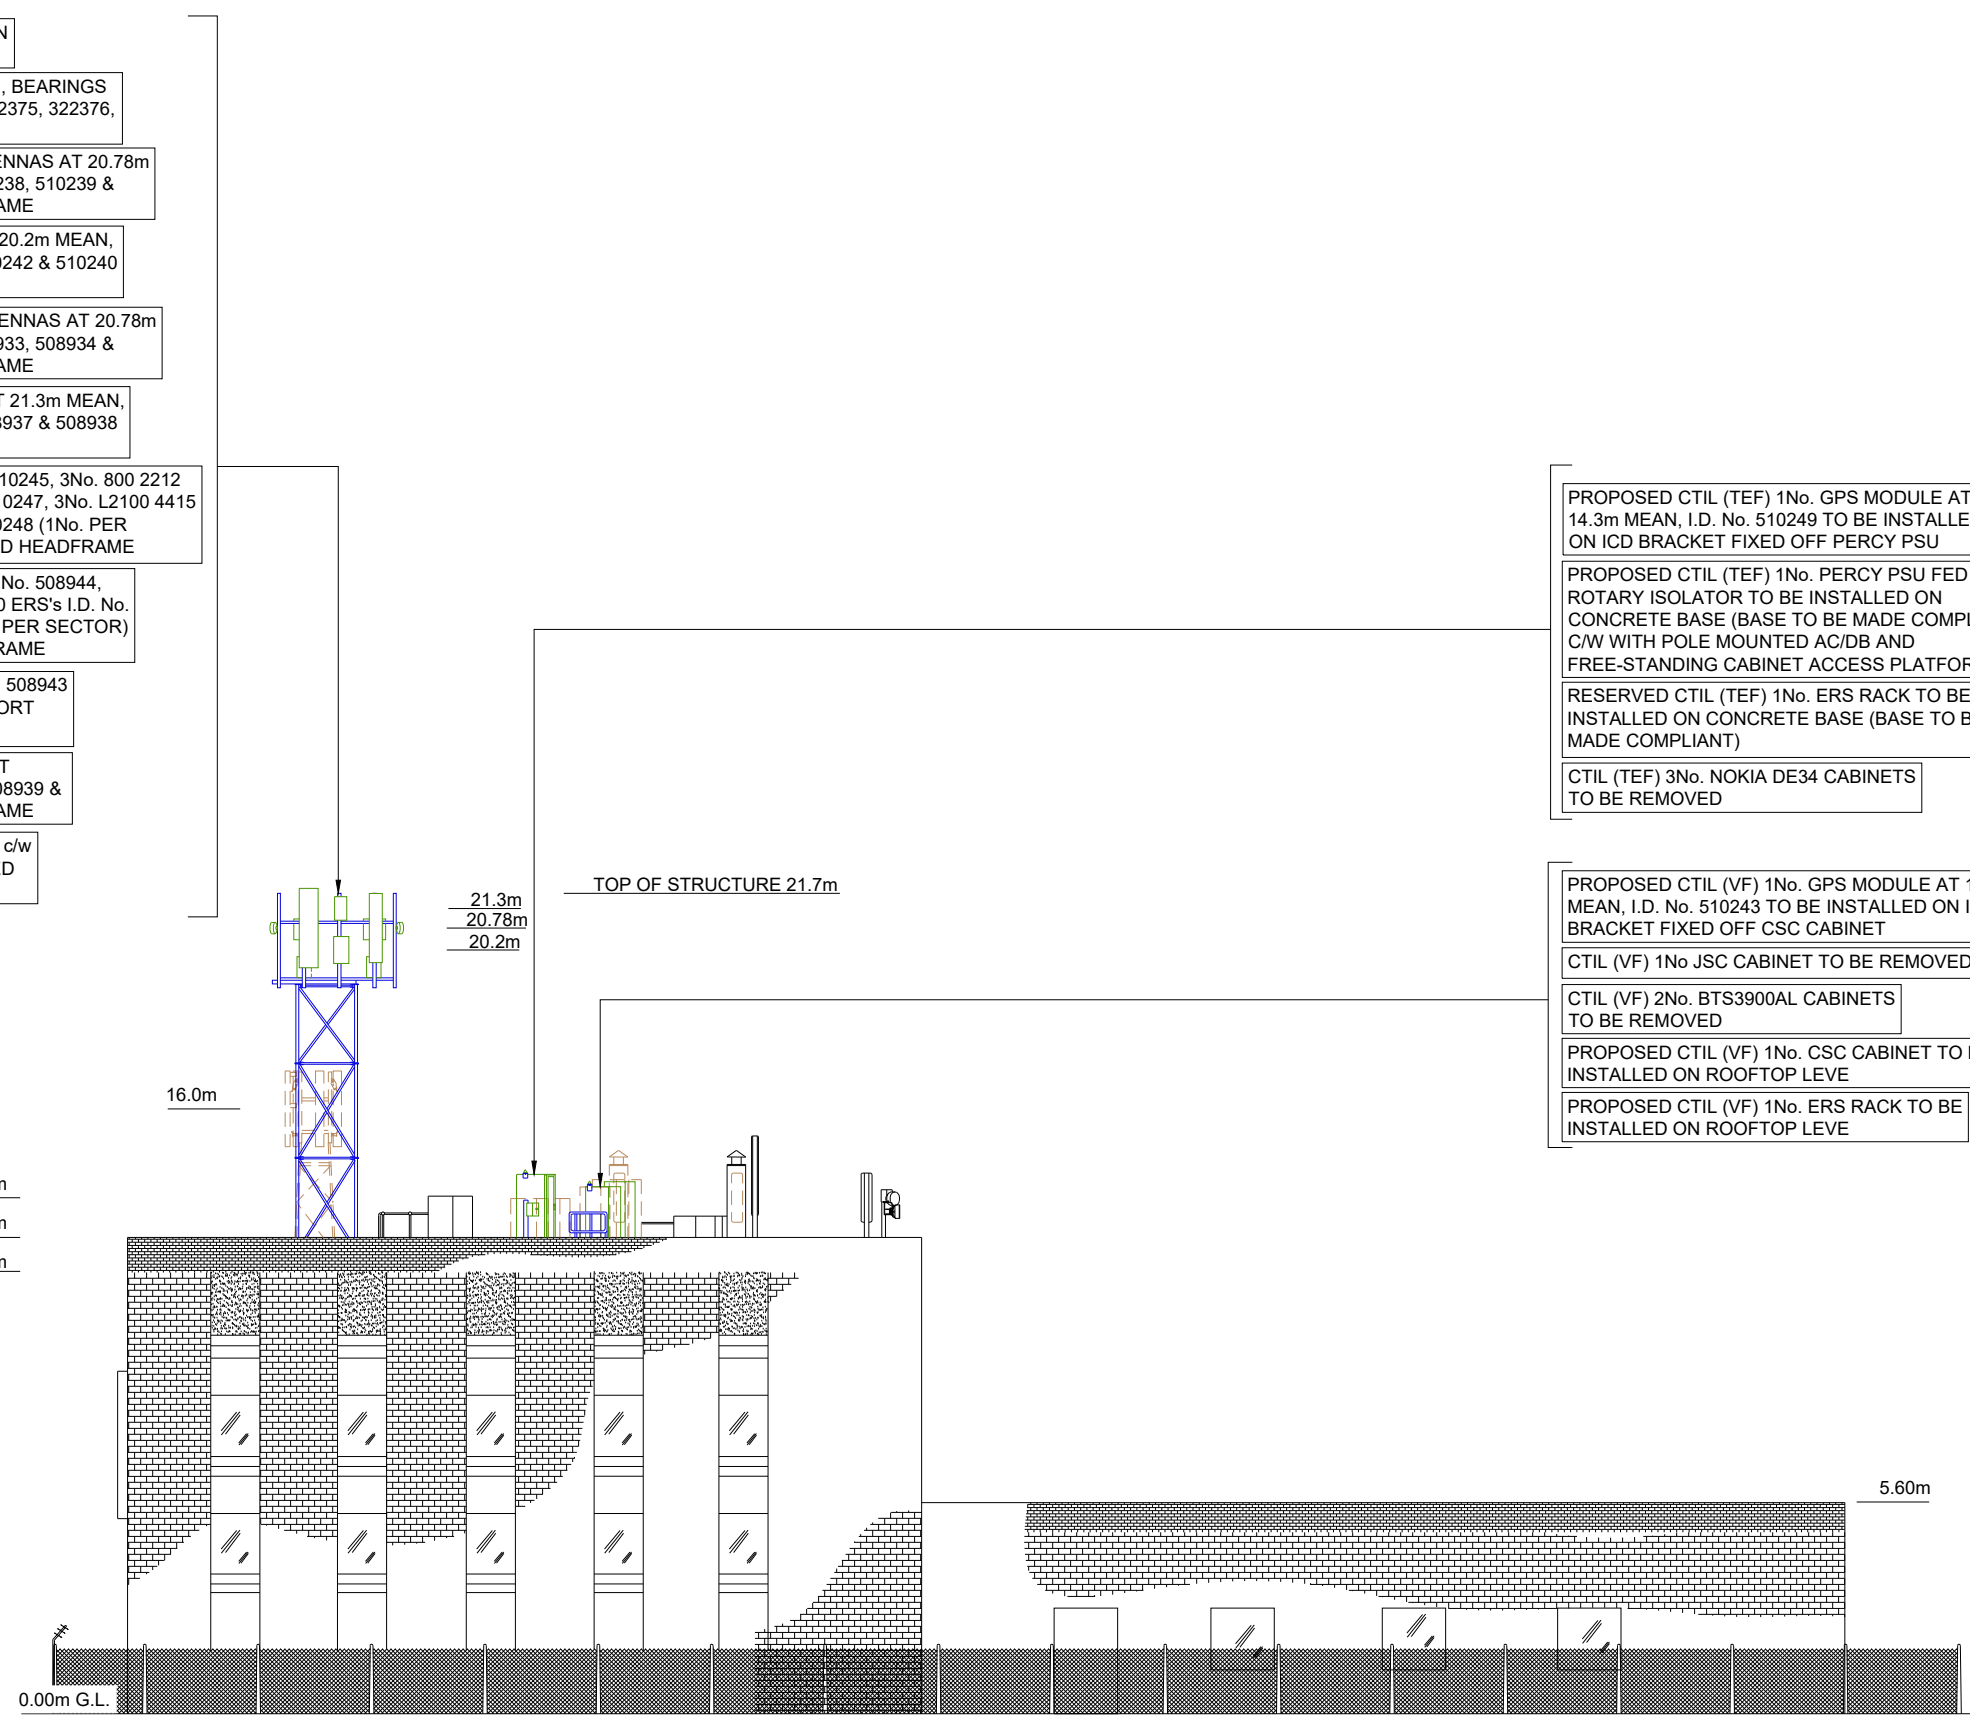 , BEARINGS
2375, 322376,
ENNAS AT 20.78m
238, 510239 &
AME
20.2m MEAN,
0242 & 510240
ENNAS AT 20.78m
933, 508934 &
AME
T 21.3m MEAN,
8937 & 508938
10245, 3No. 800 2212
0247, 3No. L2100 4415
0248 (1No. PER
D HEADFRAME
No. 508944,
0 ERS's I.D. No.
PER SECTOR)
RAME
508943
ORT
T
08939 &
AME
c/w
ED
PROPOSED CTIL (TEF) 1No. GPS MODULE AT
14.3m MEAN, I.D. No. 510249 TO BE INSTALLE
ON ICD BRACKET FIXED OFF PERCY PSU
PROPOSED CTIL (TEF) 1No. PERCY PSU FED
ROTARY ISOLATOR TO BE INSTALLED ON
CONCRETE BASE (BASE TO BE MADE COMPL
C/W WITH POLE MOUNTED AC/DB AND
FREE-STANDING CABINET ACCESS PLATFOR
RESERVED CTIL (TEF) 1No. ERS RACK TO BE
INSTALLED ON CONCRETE BASE (BASE TO B
MADE COMPLIANT)
CTIL (TEF) 3No. NOKIA DE34 CABINETS
TO BE REMOVED
TOP OF STRUCTURE 21.7m
21.3m
20.78m
20.2m
PROPOSED CTIL (VF) 1No. GPS MODULE AT 1
MEAN, I.D. No. 510243 TO BE INSTALLED ON I
BRACKET FIXED OFF CSC CABINET
CTIL (VF) 1No JSC CABINET TO BE REMOVED
CTIL (VF) 2No. BTS3900AL CABINETS
TO BE REMOVED
PROPOSED CTIL (VF) 1No. CSC CABINET TO
INSTALLED ON ROOFTOP LEVE
PROPOSED CTIL (VF) 1No. ERS RACK TO BE
INSTALLED ON ROOFTOP LEVE
16.0m
m
m
m
5.60m
0.00m G.L.